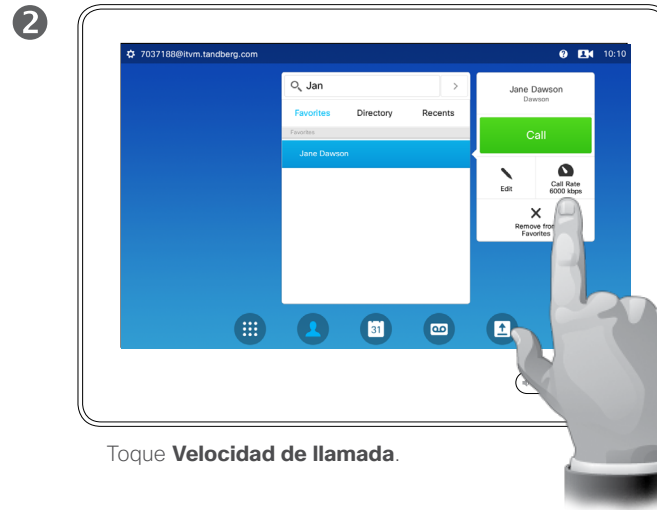 2
7037188@itvm.tandberg.com
? 10:10
Jan
Favorites Directory Recents
Favorites
Jane Dawson
Jane Dawson
Dawson
Call
Edit
Call Rate
6000 kbps
Remove from
Favorites
31
Toque Velocidad de llamada.